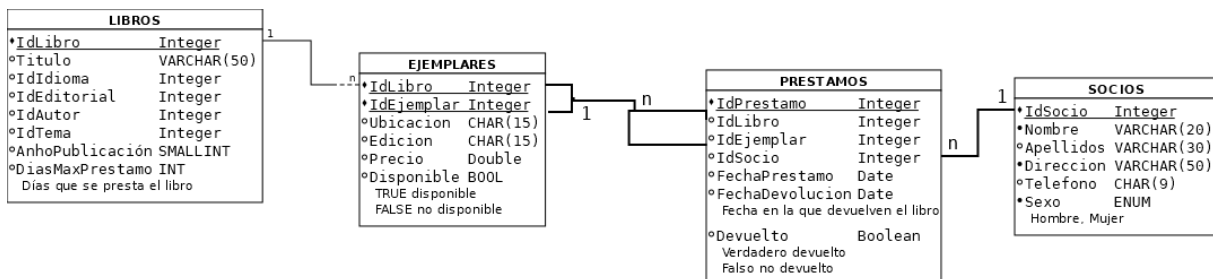 LIBROS
IdLibro Integer
Titulo VARCHAR(50)
IdIdioma Integer
IdEditorial Integer
IdAutor Integer
IdTema Integer
AnhoPublicación SMALLINT
DiasMaxPrestamo INT
Días que se presta el libro
1
n
EJEMPLARES
IdLibro Integer
IdEjemplar Integer
Ubicacion CHAR(15)
Edicion CHAR(15)
Precio Double
Disponible BOOL
TRUE disponible
FALSE no disponible
1
n
PRESTAMOS
IdPrestamo Integer
IdLibro Integer
IdEjemplar Integer
IdSocio Integer
FechaPrestamo Date
FechaDevolucion Date
Fecha en la que devuelven el libro
Devuelto Boolean
Verdadero devuelto
Falso no devuelto
n
1
SOCIOS
IdSocio Integer
Nombre VARCHAR(20)
Apellidos VARCHAR(30)
Direccion VARCHAR(50)
Telefono CHAR(9)
Sexo ENUM
Hombre, Mujer